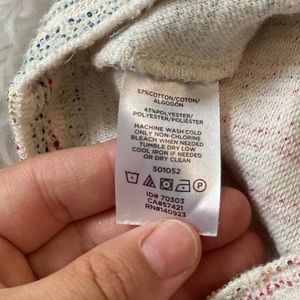 57%COTTON/COTON/
ALGODÓN
43%POLYESTER/
POLYESTER/POLIÉSTER
MACHINE WASH COLD
ONLY NON-CHLORINE
BLEACH WHEN NEEDED
TUMBLE DRY LOW
COOL IRON IF NEEDED
OR DRY CLEAN
501052
P
ID# 70303
CA#57421
RN#140923